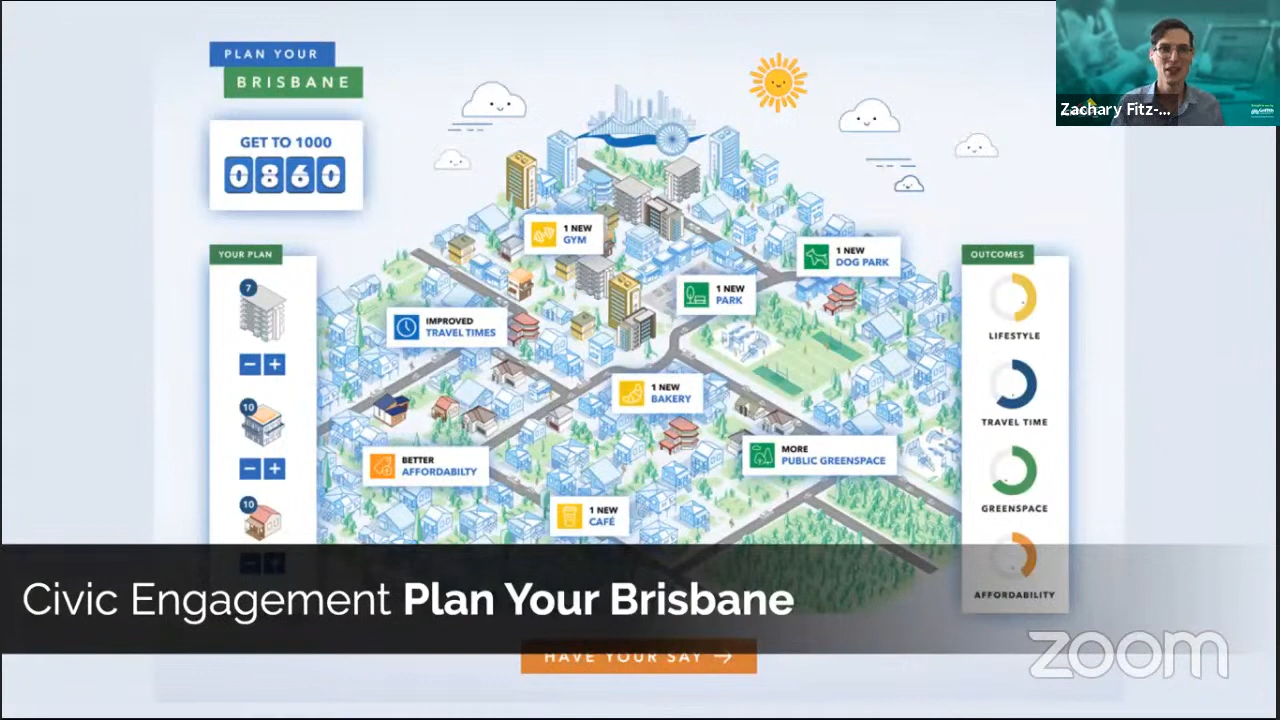 PLAN YOUR
BRISBANE
GET TO 1000
0860
YOUR PLAN
7
10
10
1 NEW
GYM
1 NEW
DOG PARK
1 NEW
PARK
IMPROVED
TRAVEL TIMES
1 NEW
BAKERY
BETTER
AFFORDABILTY
MORE
PUBLIC GREENSPACE
1 NEW
CAFÉ
OUTCOMES
LIFESTYLE
TRAVEL TIME
GREENSPACE
AFFORDABILITY
Zachary Fitz-...
Civic Engagement Plan Your Brisbane
HAVE YOUR SAY →
zoom